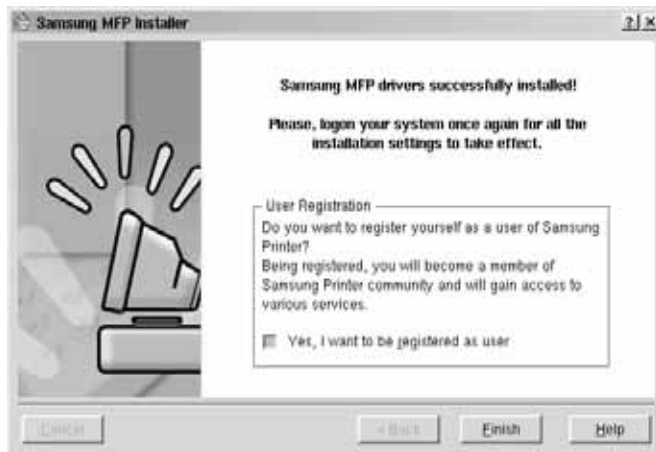 Samsung MFP Installer
Samsung MFP drivers successfully installed!
Please, logon your system once again for all the
installation settings to take effect.
User Registration
Do you want to register yourself as a user of Samsung
Printer?
Being registered, you will become a member of
Samsung Printer community and will gain access to
various services.
Yes, I want to be registered as user
Cancel
< Back
Finish
Help